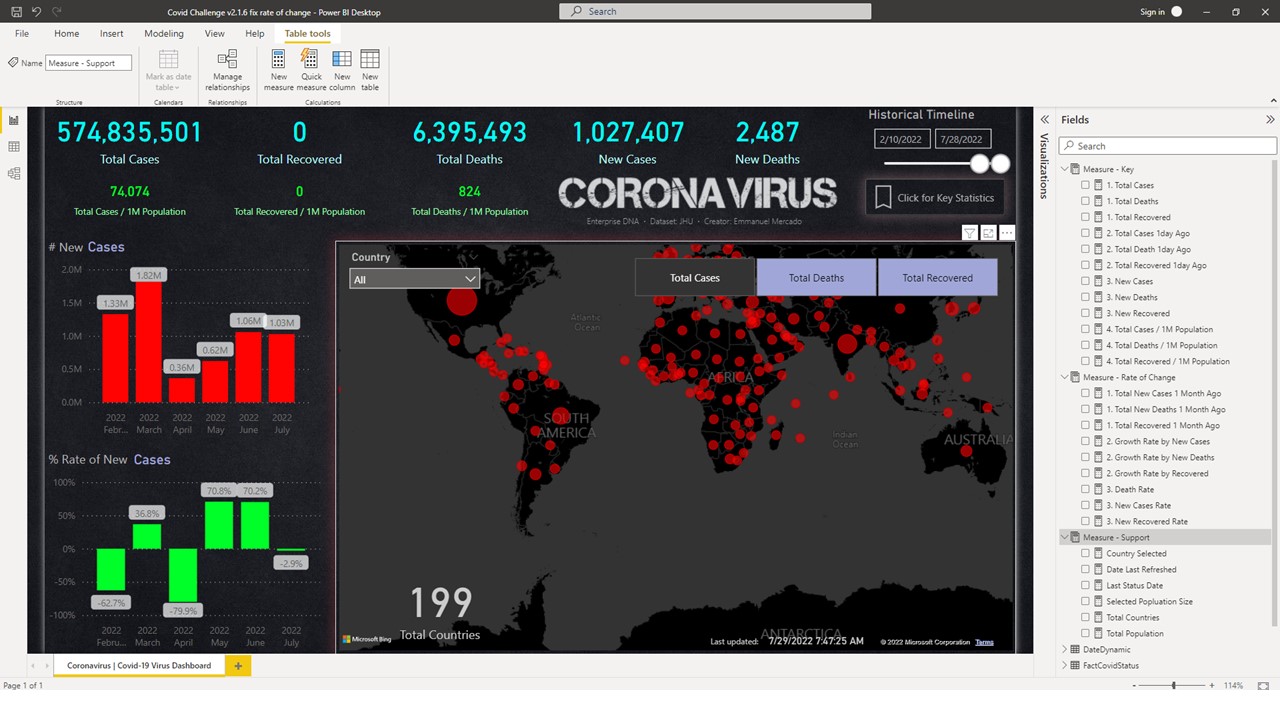 Covid Challenge v2.1.6 fix rate of change - Power BI Desktop
Search
Sign in
File Home Insert Modeling View Help Table tools
Name Measure - Support
Mark as date table
Manage relationships
New measure
Quick measure
New column
New table
Structure Calendars Relationships Calculations
574,835,501
Total Cases
0
Total Recovered
6,395,493
Total Deaths
1,027,407
New Cases
2,487
New Deaths
74,074
Total Cases / 1M Population
0
Total Recovered / 1M Population
824
Total Deaths / 1M Population
CORONAVIRUS
Enterprise DNA - Dataset: JHU - Creator: Emmanuel Mercado
Historical Timeline
2/10/2022 7/28/2022
Click for Key Statistics
# New Cases
2.0M
1.5M
1.0M
0.5M
0.0M
1.33M
1.82M
0.36M
0.62M
1.06M
1.03M
2022 Febr...
2022 March
2022 April
2022 May
2022 June
2022 July
% Rate of New Cases
100%
50%
0%
-50%
-100%
-62.7%
36.8%
-79.9%
70.8%
70.2%
-2.9%
2022 Febru...
2022 March
2022 April
2022 May
2022 June
2022 July
Country
All
Total Cases
Total Deaths
Total Recovered
Atlantic Ocean
AFRICA
SOUTH AMERICA
Indian Ocean
AUSTRALIA
ANTARCTICA
199
Total Countries
Microsoft Bing
Last updated: 7/29/2022 7:47:25 AM
© 2022 Microsoft Corporation Terms
Visualizations
Fields
Search
Measure - Key
1. Total Cases
1. Total Deaths
1. Total Recovered
2. Total Cases 1day Ago
2. Total Death 1day Ago
2. Total Recovered 1day Ago
3. New Cases
3. New Deaths
3. New Recovered
4. Total Cases / 1M Population
4. Total Deaths / 1M Population
4. Total Recovered / 1M Population
Measure - Rate of Change
1. Total New Cases 1 Month Ago
1. Total New Deaths 1 Month Ago
1. Total Recovered 1 Month Ago
2. Growth Rate by New Cases
2. Growth Rate by New Deaths
2. Growth Rate by Recovered
3. Death Rate
3. New Cases Rate
3. New Recovered Rate
Measure - Support
Country Selected
Date Last Refreshed
Last Status Date
Selected Popluation Size
Total Countries
Total Population
DateDynamic
FactCovidStatus
Coronavirus | Covid-19 Virus Dashboard
Page 1 of 1
114%